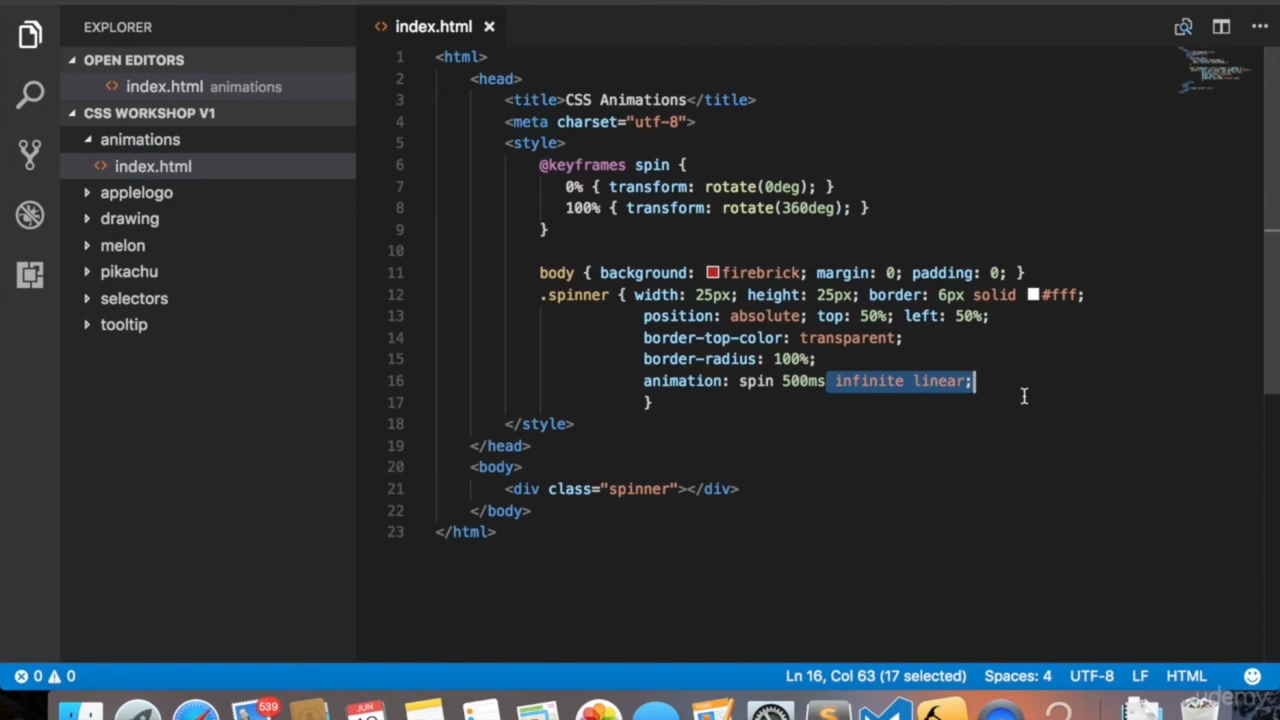 EXPLORER
OPEN EDITORS
index.html animations
CSS WORKSHOP V1
animations
index.html
applelogo
drawing
melon
pikachu
selectors
tooltip
index.html
1 <html>
2 <head>
3 <title>CSS Animations</title>
4 <meta charset="utf-8">
5 <style>
6 @keyframes spin {
7 0% { transform: rotate(0deg); }
8 100% { transform: rotate(360deg); }
9 }
10
11 body { background: firebrick; margin: 0; padding: 0; }
12 .spinner { width: 25px; height: 25px; border: 6px solid #fff;
13 position: absolute; top: 50%; left: 50%;
14 border-top-color: transparent;
15 border-radius: 100%;
16 animation: spin 500ms infinite linear;
17 }
18 </style>
19 </head>
20 <body>
21 <div class="spinner"></div>
22 </body>
23 </html>
0 0
Ln 16, Col 63 (17 selected) Spaces: 4 UTF-8 LF HTML
udemy
539
JUN